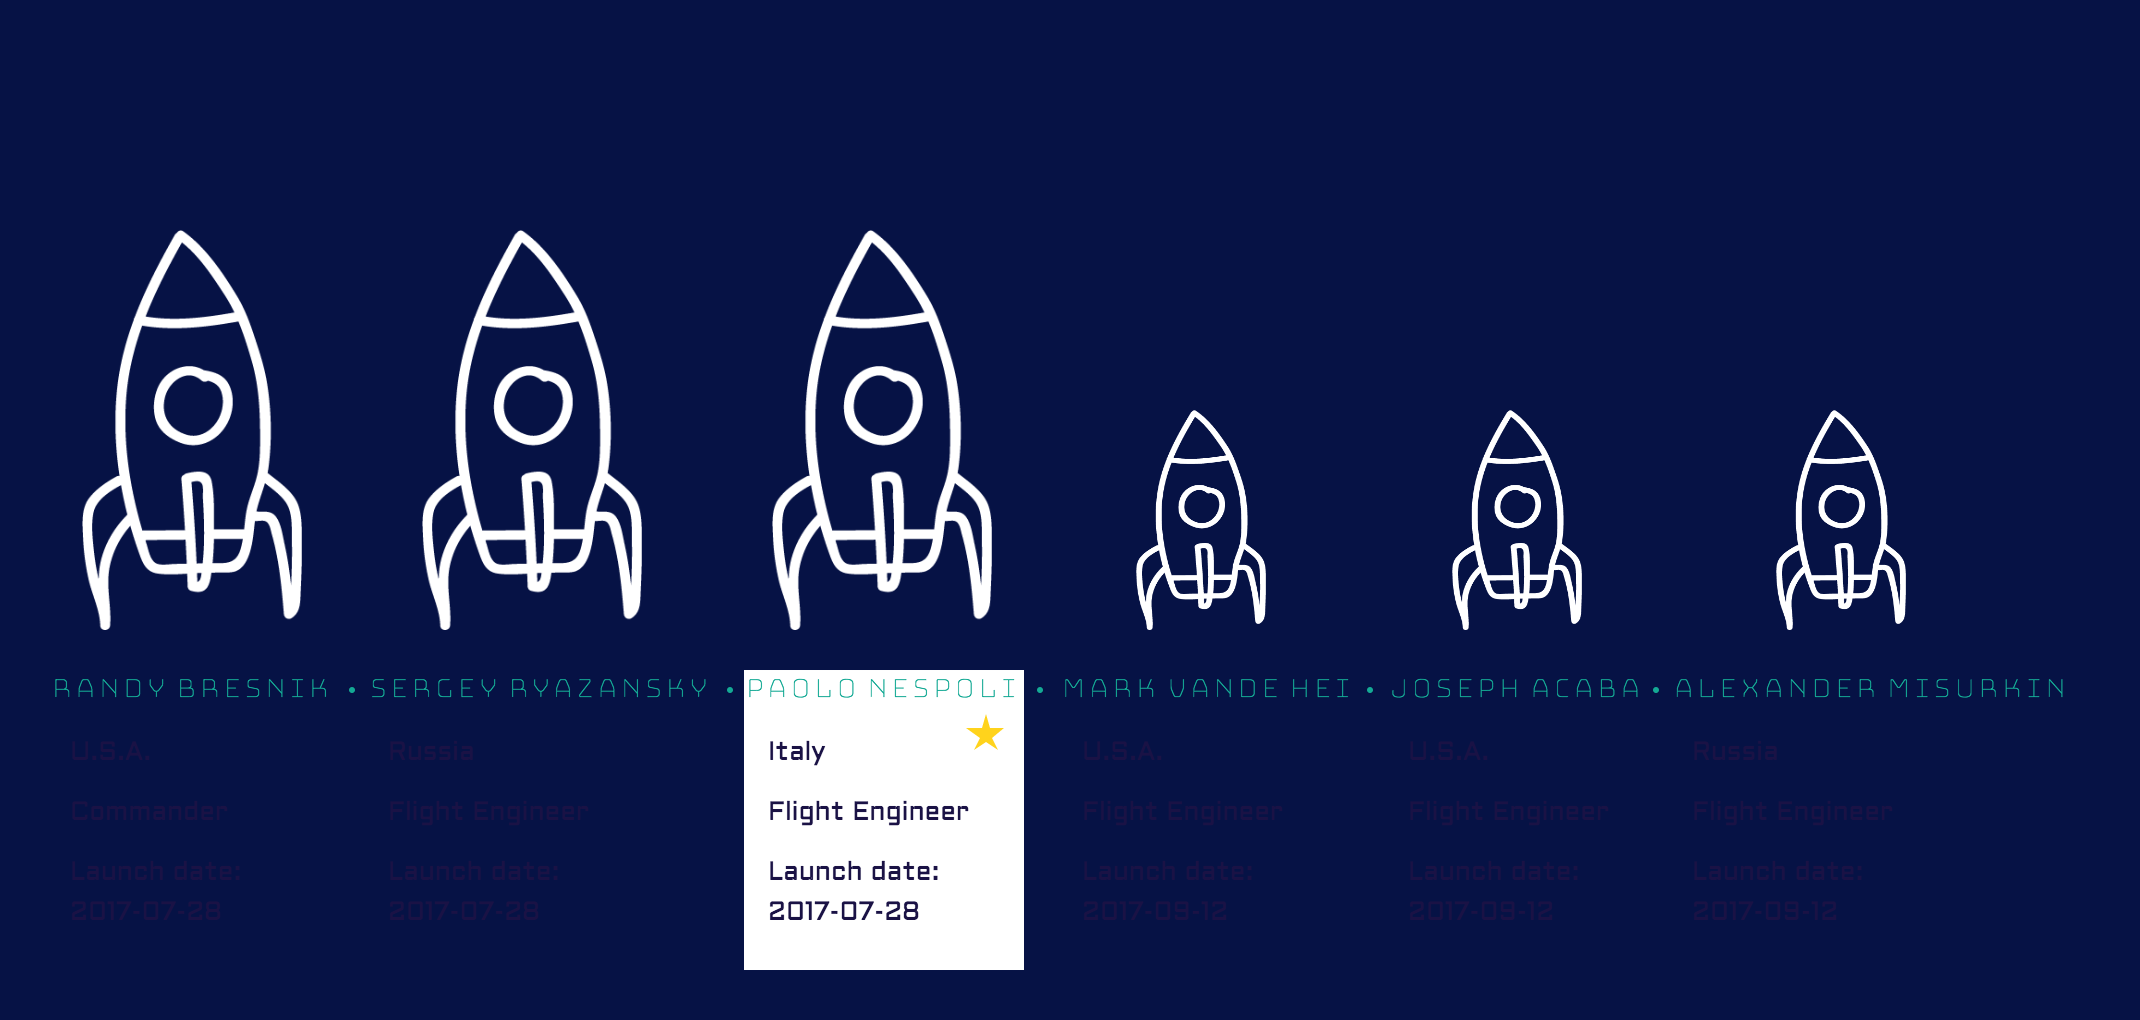 RANDY BRESNIK • SERGEY RYAZANSKY • PAOLO NESPOLI • MARK VANDE HEI • JOSEPH ACABA • ALEXANDER MISURKIN
U.S.A.
Commander
Launch date:
2017-07-28
Russia
Flight Engineer
Launch date:
2017-07-28
Italy
Flight Engineer
Launch date:
2017-07-28
U.S.A.
Flight Engineer
Launch date:
2017-09-12
U.S.A.
Flight Engineer
Launch date:
2017-09-12
Russia
Flight Engineer
Launch date:
2017-09-12